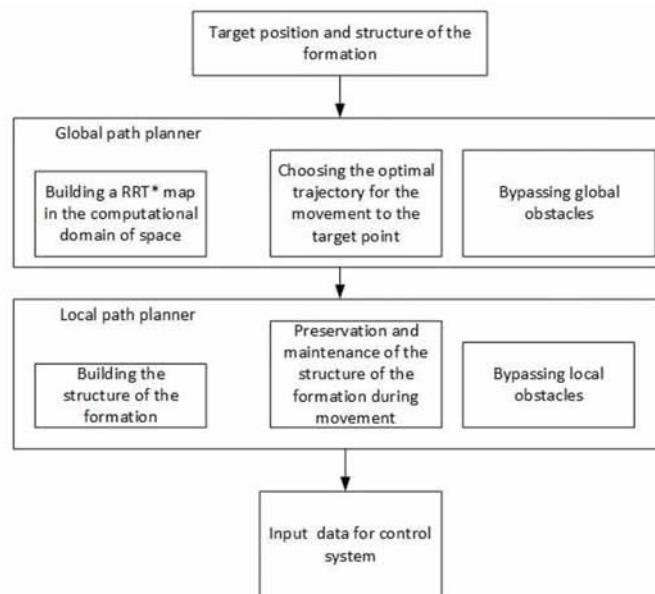 Target position and structure of the
formation
Global path planner
Building a RRT* map
in the computational
domain of space
Choosing the optimal
trajectory for the
movement to the
target point
Bypassing global
obstacles
Local path planner
Building the
structure of the
formation
Preservation and
maintenance of the
structure of the
formation during
movement
Bypassing local
obstacles
Input data for control
system